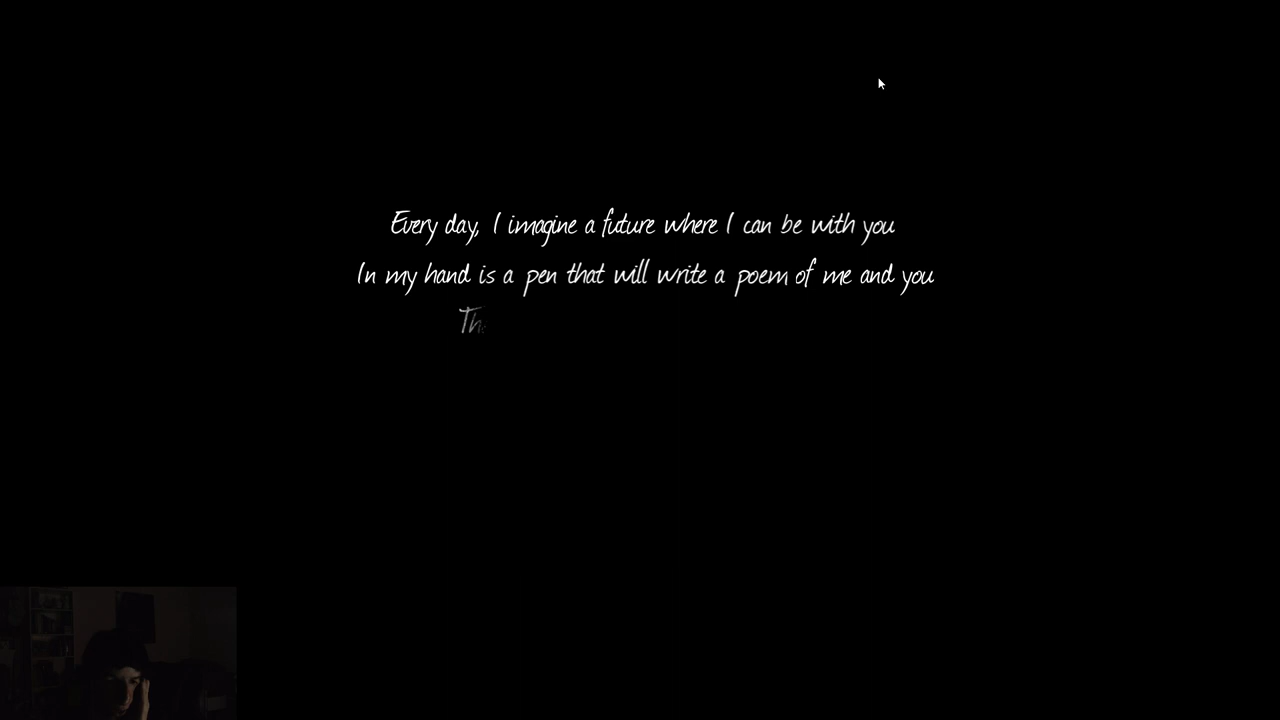 Every day, I imagine a future where I can be with you
In my hand is a pen that will write a poem of me and you
The